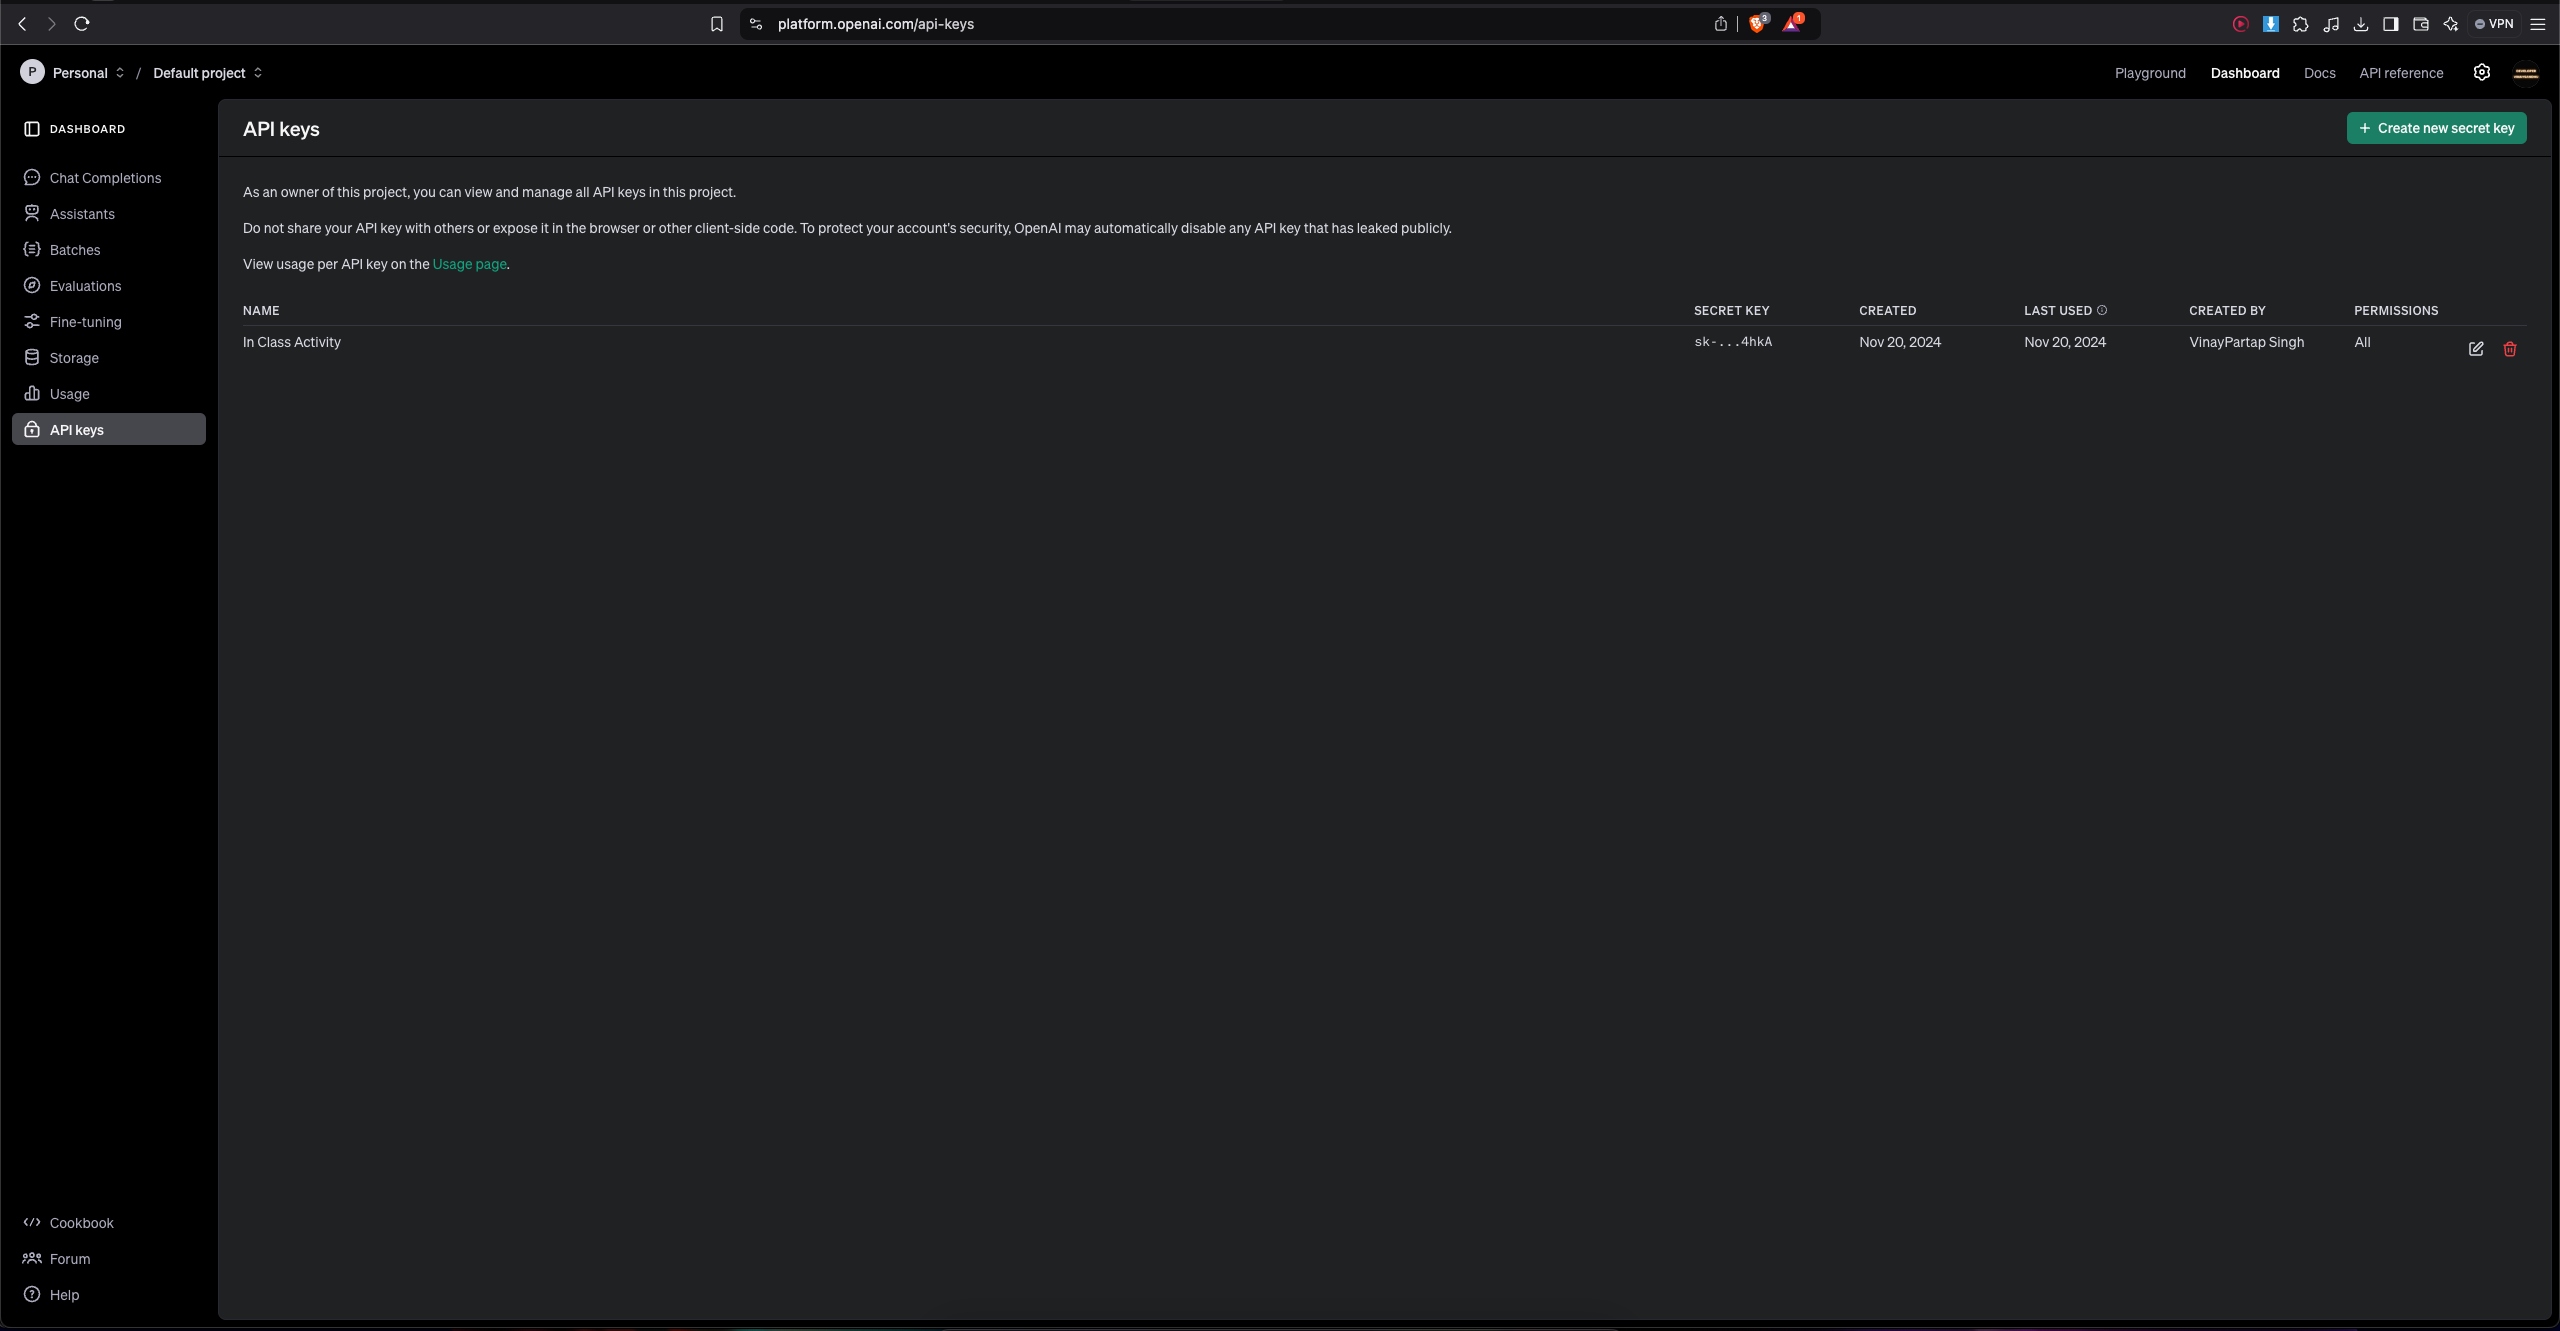 platform.openai.com/api-keys
3
1
VPN
P Personal / Default project
Playground Dashboard Docs API reference
DASHBOARD
Chat Completions
Assistants
Batches
Evaluations
Fine-tuning
Storage
Usage
API keys
API keys
+ Create new secret key
As an owner of this project, you can view and manage all API keys in this project.
Do not share your API key with others or expose it in the browser or other client-side code. To protect your account's security, OpenAI may automatically disable any API key that has leaked publicly.
View usage per API key on the Usage page.
NAME SECRET KEY CREATED LAST USED CREATED BY PERMISSIONS
In Class Activity sk-...4hkA Nov 20, 2024 Nov 20, 2024 VinayPartap Singh All
Cookbook
Forum
Help